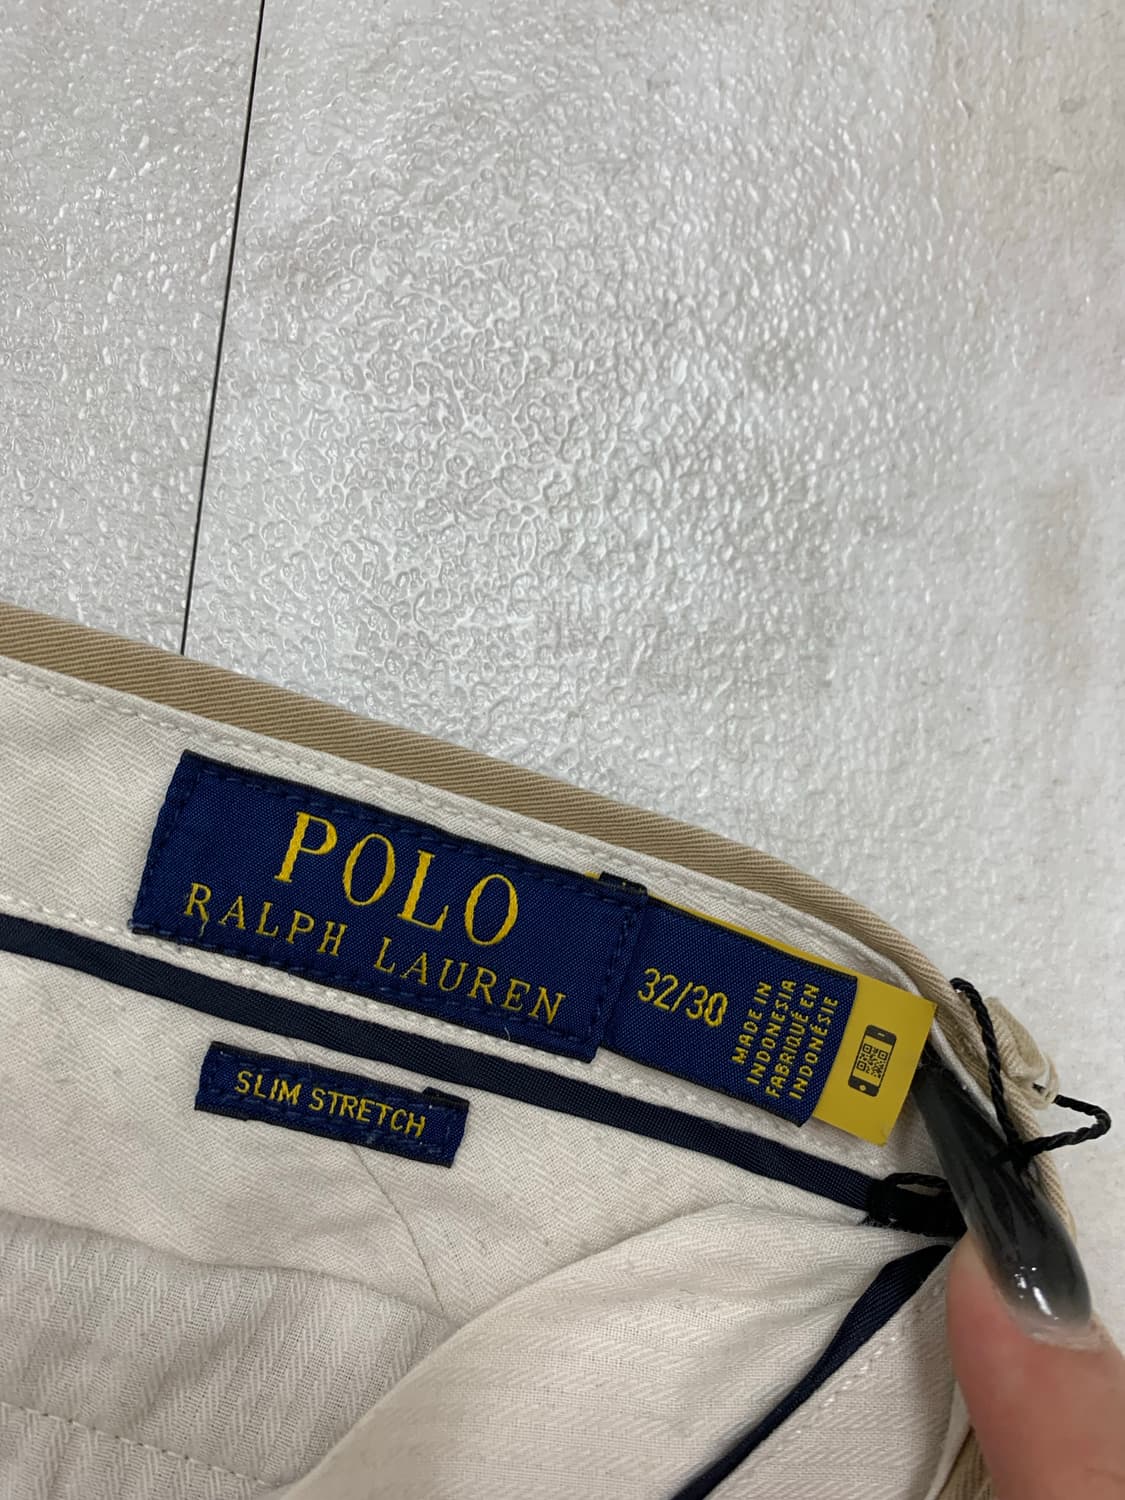 POLO
RALPH LAUREN
32/30
MADE IN
INDONESIA
FABRIQUÉ EN
INDONÉSIE
SLIM STRETCH